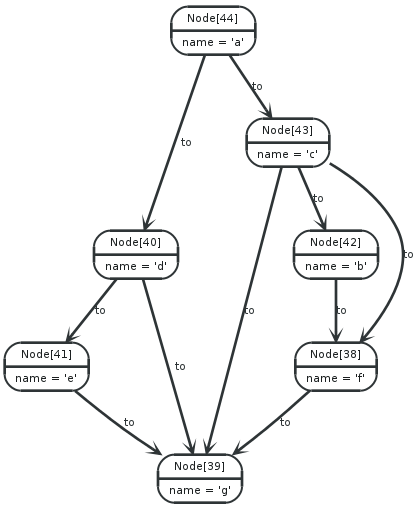 Node[44]
name = 'a'
to
to
Node[43]
name = 'c'
to
to
to
Node[40]
name = 'd'
Node[42]
name = 'b'
to
to
to
Node[41]
name = 'e'
Node[38]
name = 'f'
to
to
Node[39]
name = 'g'